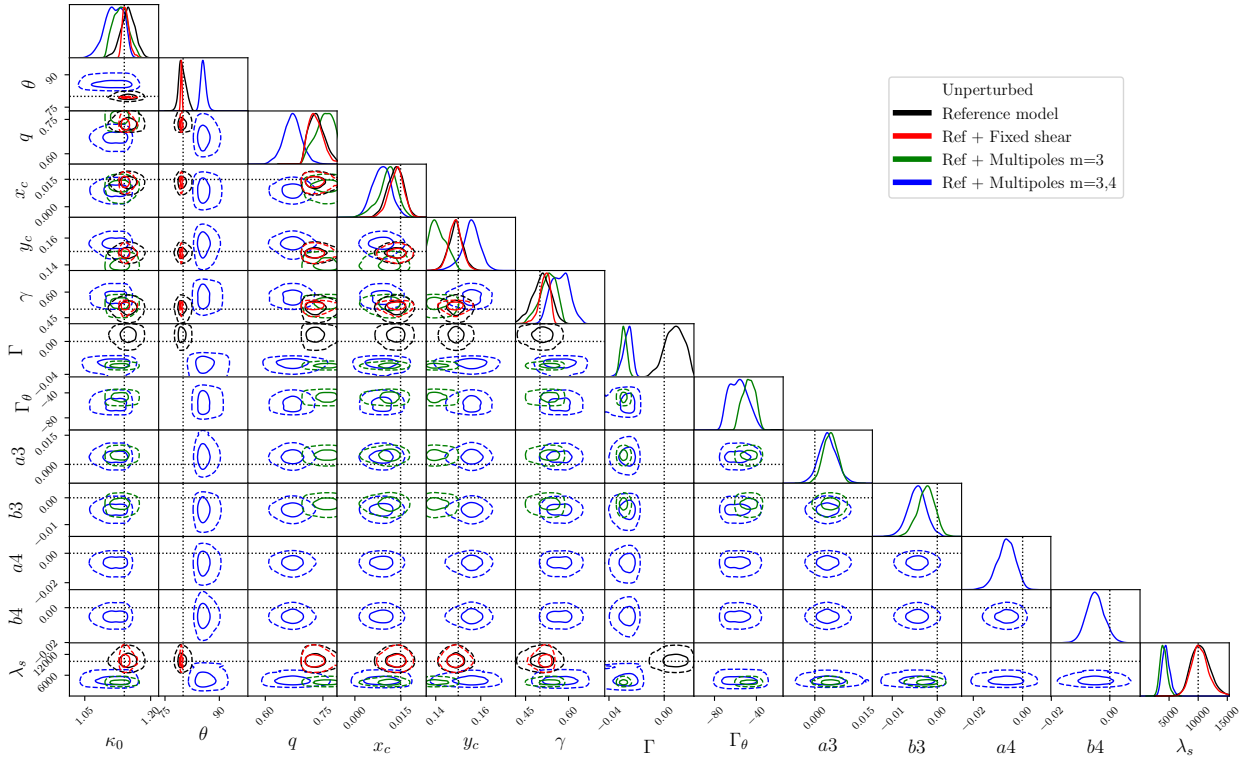 Unperturbed
Reference model
Ref + Fixed shear
Ref + Multipoles m=3
Ref + Multipoles m=3,4
θ
90
75
q
0.75
0.60
x_c
0.015
0.000
y_c
0.16
0.14
γ
0.60
0.45
Γ
0.00
−0.04
Γ_θ
−40
−80
a3
0.015
0.000
b3
0.00
−0.01
a4
0.00
−0.02
b4
0.00
−0.02
λ_s
12000
6000
1.05 1.20 75 90 0.60 0.75 0.000 0.015 0.14 0.16 0.45 0.60 −0.04 0.00 −80 −40 0.000 0.015 −0.01 0.00 −0.02 0.00 −0.02 0.00 5000 10000 15000
κ₀ θ q x_c y_c γ Γ Γ_θ a3 b3 a4 b4 λ_s